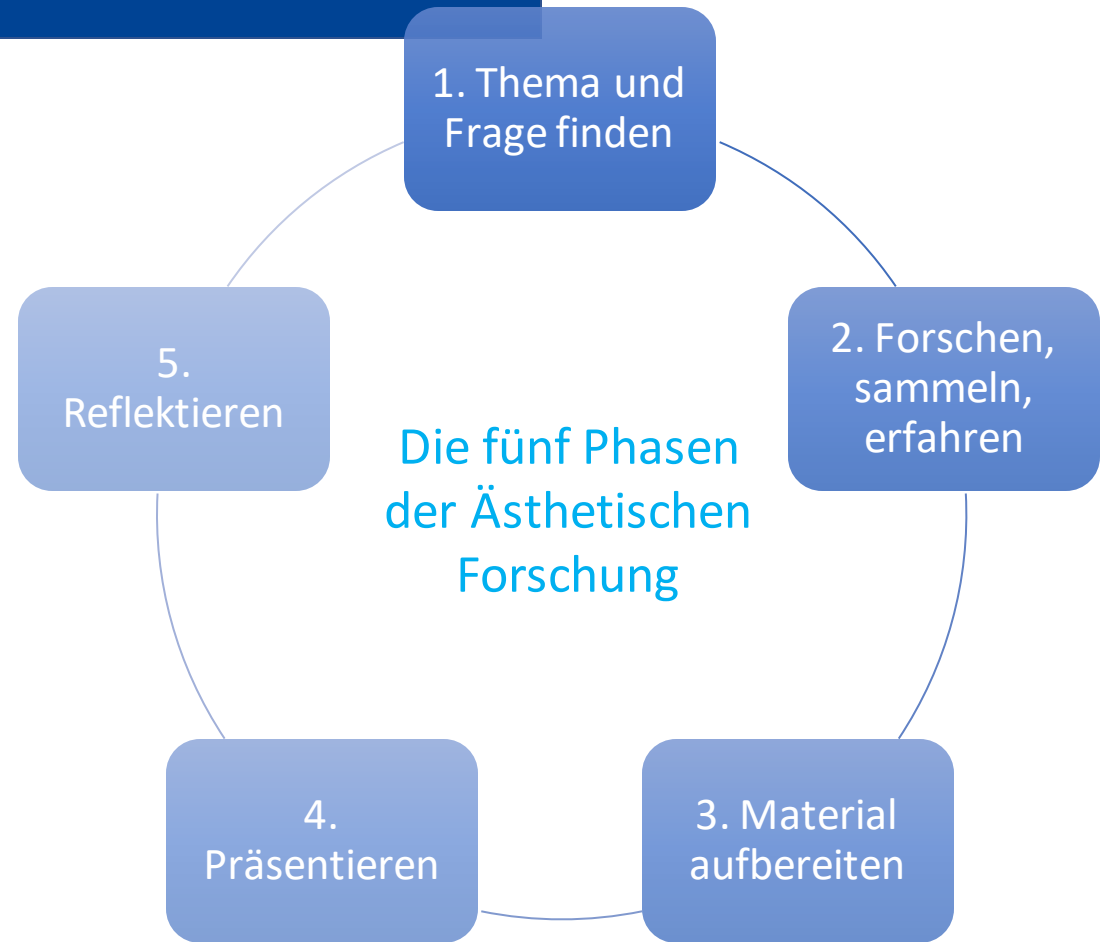 1. Thema und
Frage finden
2. Forschen,
sammeln,
erfahren
3. Material
aufbereiten
4.
Präsentieren
5.
Reflektieren
Die fünf Phasen
der Ästhetischen
Forschung